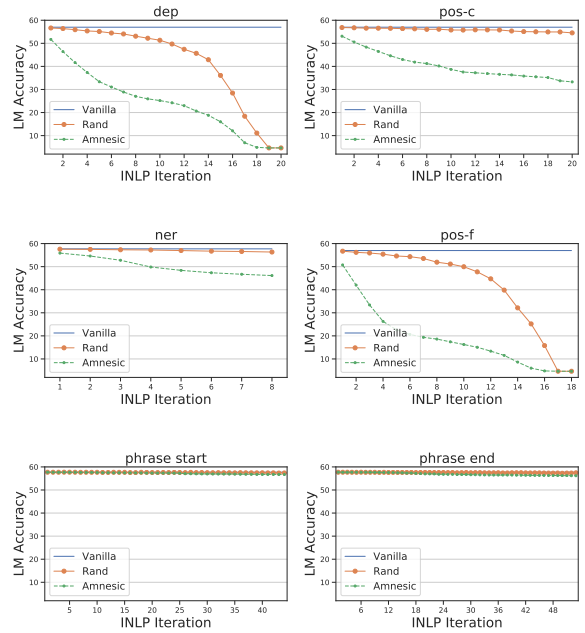 dep
LM Accuracy
60
50
40
30
20
10
Vanilla
Rand
Amnesic
2 4 6 8 10 12 14 16 18 20
INLP Iteration
pos-c
LM Accuracy
60
50
40
30
20
10
Vanilla
Rand
Amnesic
2 4 6 8 10 12 14 16 18 20
INLP Iteration
ner
LM Accuracy
60
50
40
30
20
10
Vanilla
Rand
Amnesic
1 2 3 4 5 6 7 8
INLP Iteration
pos-f
LM Accuracy
60
50
40
30
20
10
Vanilla
Rand
Amnesic
2 4 6 8 10 12 14 16 18
INLP Iteration
phrase start
LM Accuracy
60
50
40
30
20
10
Vanilla
Rand
Amnesic
5 10 15 20 25 30 35 40
INLP Iteration
phrase end
LM Accuracy
60
50
40
30
20
10
Vanilla
Rand
Amnesic
6 12 18 24 30 36 42 48
INLP Iteration